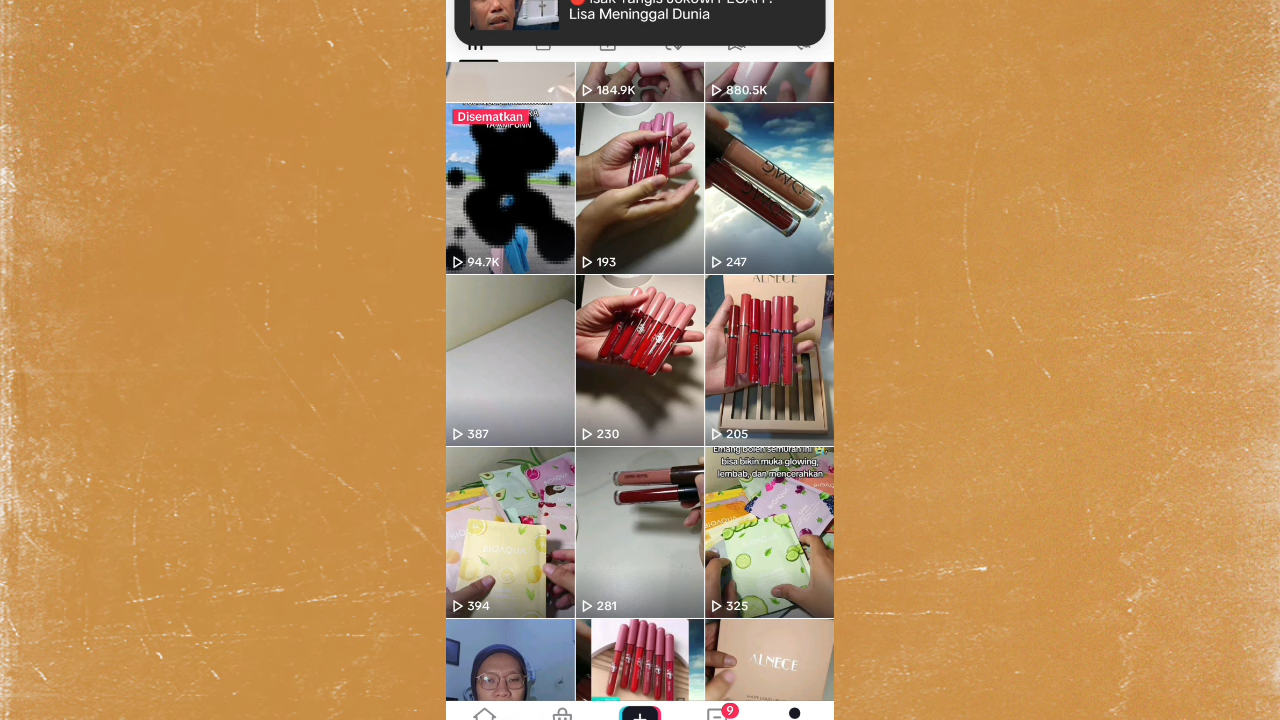 Lisa Meninggal Dunia
184.9K
880.5K
Disematkan
94.7K
193
OMG
247
387
230
ALNECE
205
BIOAQUA
394
281
Emang boleh semurah ini
bisa bikin muka glowing,
lembab, dan mencerahkan
325
ALNECE
9